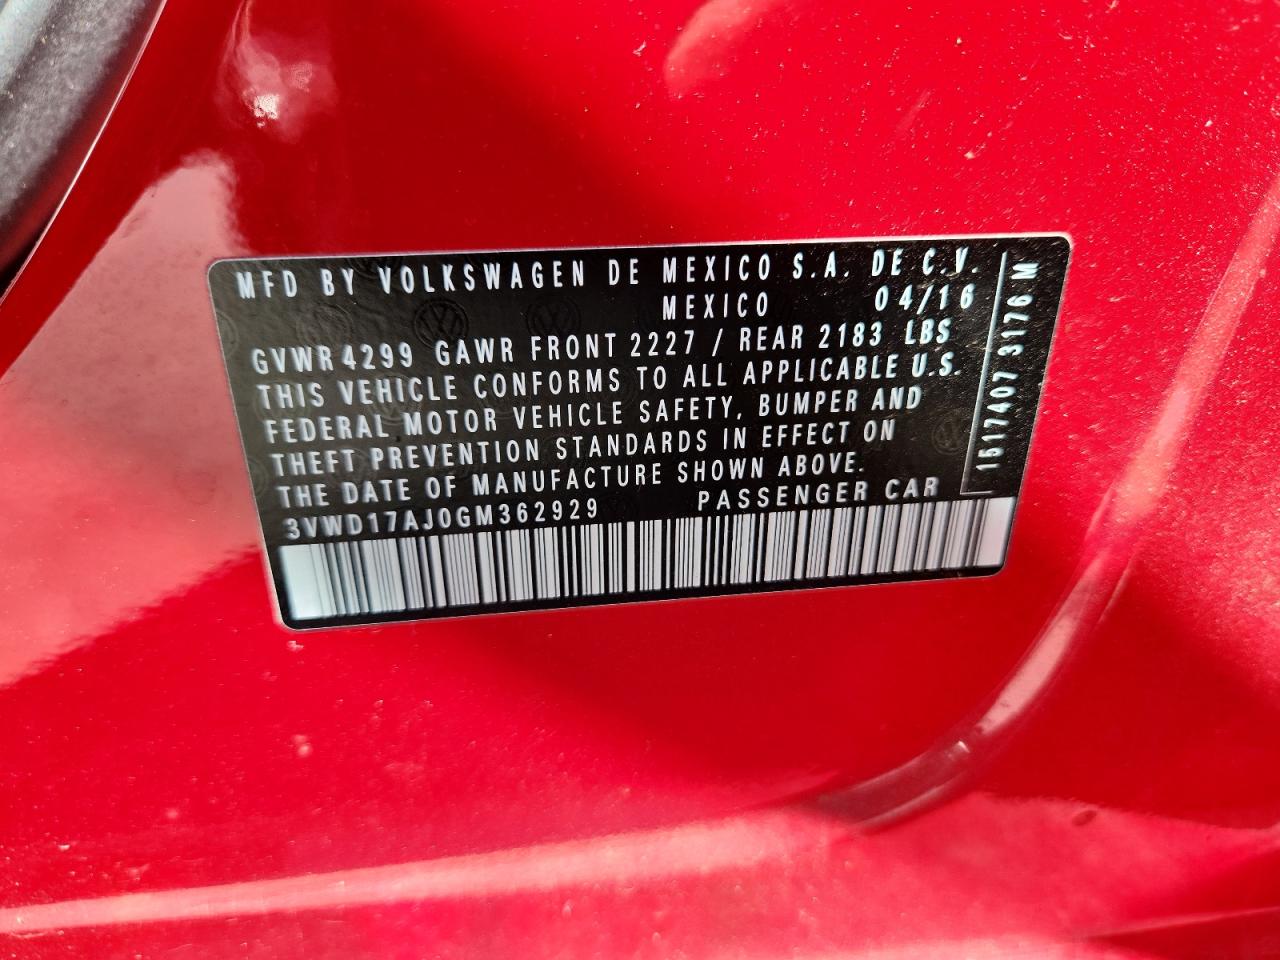 MFD BY VOLKSWAGEN DE MEXICO S.A. DE C.V.
MEXICO 04/16
GVWR 4299 GAWR FRONT 2227 / REAR 2183 LBS
THIS VEHICLE CONFORMS TO ALL APPLICABLE U.S.
FEDERAL MOTOR VEHICLE SAFETY, BUMPER AND
THEFT PREVENTION STANDARDS IN EFFECT ON
THE DATE OF MANUFACTURE SHOWN ABOVE.
3VWD17AJ0GM362929 PASSENGER CAR
1517407 3176 M